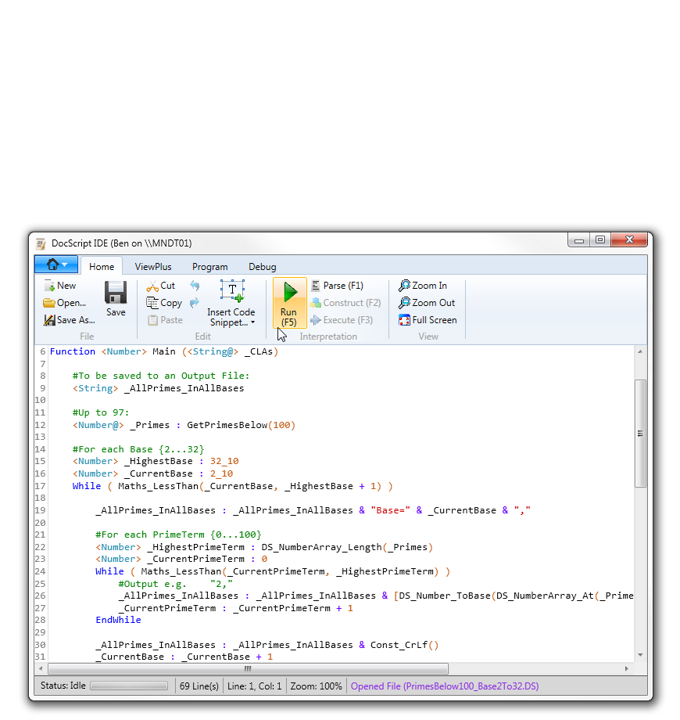 DocScript IDE (Ben on \\MNDT01)
Home ViewPlus Program Debug
New
Open...
Save As...
Save
File
Cut
Copy
Paste
Insert Code
Snippet...
Edit
Run
(F5)
Parse (F1)
Construct (F2)
Execute (F3)
Interpretation
Zoom In
Zoom Out
Full Screen
View
6 Function <Number> Main (<String@> _CLAs)
7
8 #To be saved to an Output File:
9 <String> _AllPrimes_InAllBases
10
11 #Up to 97:
12 <Number@> _Primes : GetPrimesBelow(100)
13
14 #For each Base {2...32}
15 <Number> _HighestBase : 32_10
16 <Number> _CurrentBase : 2_10
17 While ( Maths_LessThan(_CurrentBase, _HighestBase + 1) )
18
19 _AllPrimes_InAllBases : _AllPrimes_InAllBases & "Base=" & _CurrentBase & ","
20
21 #For each PrimeTerm {0...100}
22 <Number> _HighestPrimeTerm : DS_NumberArray_Length(_Primes)
23 <Number> _CurrentPrimeTerm : 0
24 While ( Maths_LessThan(_CurrentPrimeTerm, _HighestPrimeTerm) )
25 #Output e.g. "2,"
26 _AllPrimes_InAllBases : _AllPrimes_InAllBases & [DS_Number_ToBase(DS_NumberArray_At(_Prime
27 _CurrentPrimeTerm : _CurrentPrimeTerm + 1
28 EndWhile
29
30 _AllPrimes_InAllBases : _AllPrimes_InAllBases & Const_CrLf()
31 _CurrentBase : _CurrentBase + 1
Status: Idle 69 Line(s) Line: 1, Col: 1 Zoom: 100% Opened File (PrimesBelow100_Base2To32.DS)